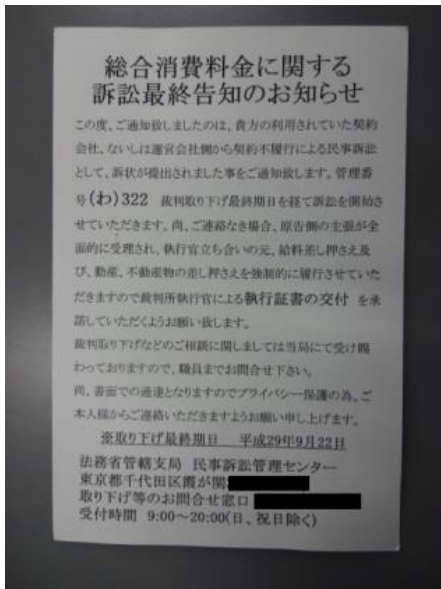 総合消費料金に関する
訴訟最終告知のお知らせ
この度、ご通知致しましたのは、貴方の利用されていた契約
会社、ないしは運営会社側から契約不履行による民事訴訟
として、訴状が提出されました事をご通知致します。管理番
号(わ)322 裁判取り下げ最終期日を経て訴訟を開始さ
せていただきます。尚、ご連絡なき場合、原告側の主張が全
面的に受理され、執行官立ち合いの元、給料差し押さえ及
び、動産、不動産物の差し押さえを強制的に履行させていた
だきますので裁判所執行官による執行証書の交付 を承
諾していただくようお願い致します。
裁判取り下げなどのご相談に関しましては当局にて受け賜
わっておりますので、職員までお問合せ下さい。
尚、書面での通達となりますのでプライバシー保護の為、ご
本人様からご連絡いただきますようお願い申し上げます。
※取り下げ最終期日 平成29年9月22日
法務省管轄支局 民事訴訟管理センター
東京都千代田区霞が関
取り下げ等のお問合せ窓口
受付時間 9:00～20:00(日、祝日除く)